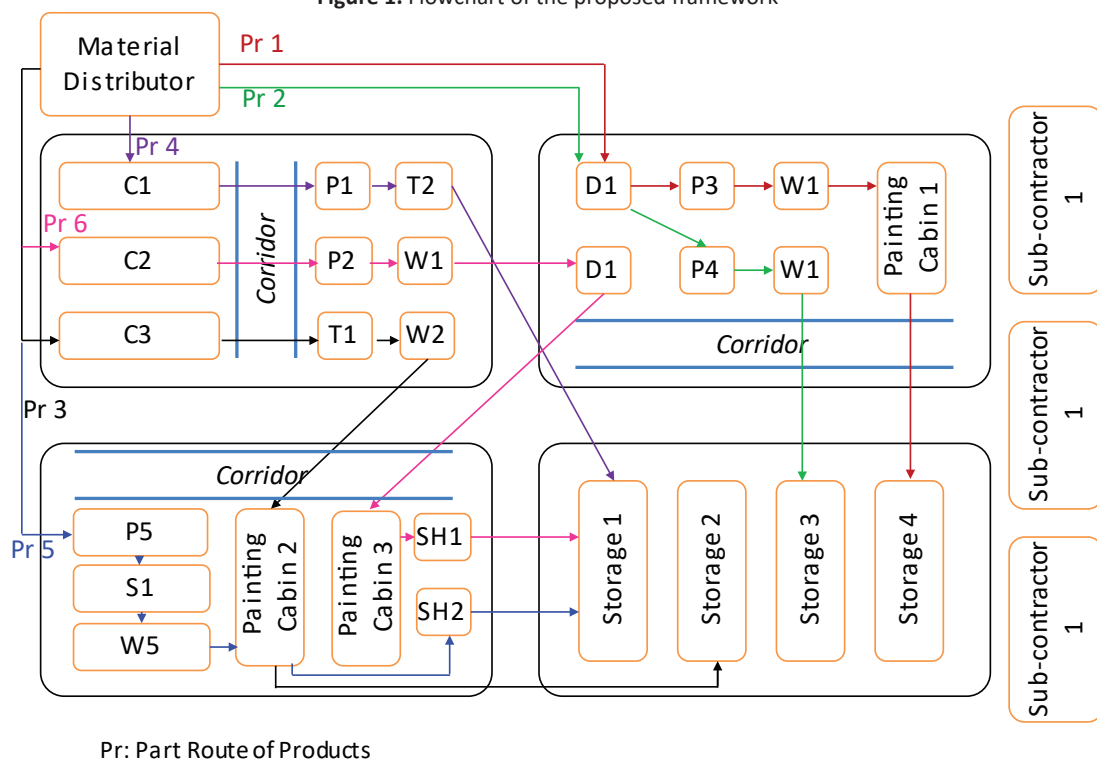 Figure 1. Flowchart of the proposed framework
Material
Distributor
Pr 1
Pr 2
Pr 4
Pr 6
Pr 3
Pr 5
C1
P1
T2
C2
P2
W1
C3
T1
W2
Corridor
D1
P3
W1
Painting
Cabin 1
D1
P4
W1
Corridor
Sub-contractor
1
Sub-contractor
1
Sub-contractor
1
Corridor
P5
S1
W5
Painting
Cabin 2
Painting
Cabin 3
SH1
SH2
Storage 1
Storage 2
Storage 3
Storage 4
Pr: Part Route of Products